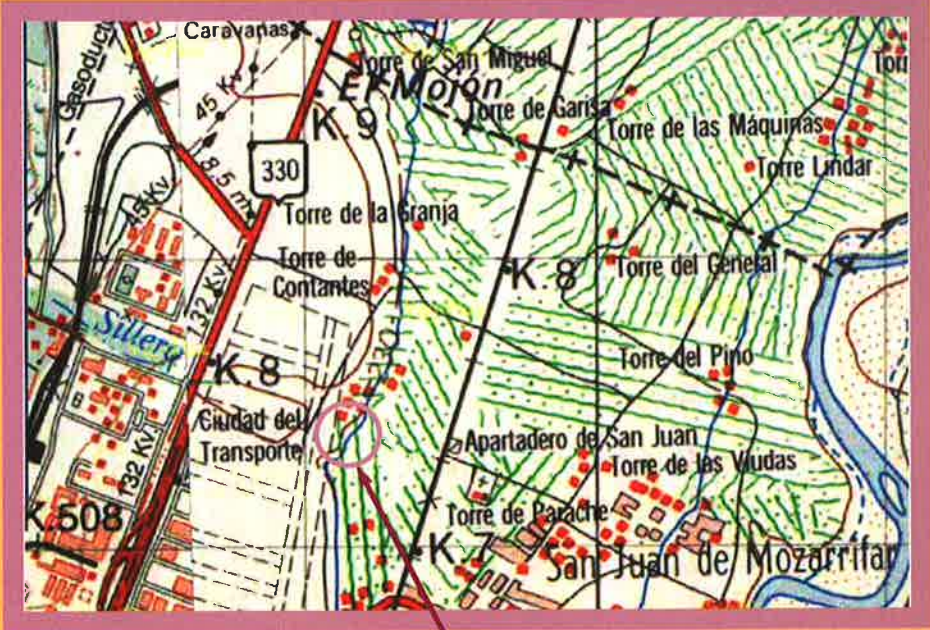 Caravanas
Torre de San Miguel
Torr
Gasoducto
45 Kv
El Mojón
Torre de Garisa
K.9
Torre de las Máquinas
330
Torre Lindar
8,5 m
45 Kv
Torre de la Granja
Torre de
Contantes
K.8
Torre del General
132 Kv
Sillero
K.8
Torre del Pino
6
Ciudad del
Transporte
Apartadero de San Juan
Torre de las Viudas
132 Kv
K.508
Torre de Parache
K.7
San Juan de Mozarrifar